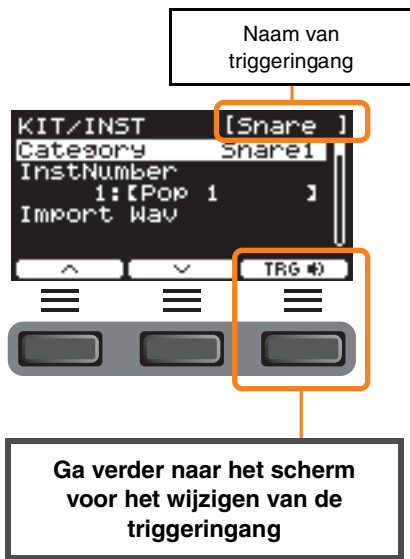 Naam van
triggeringang
KIT/INST [Snare ]
Category Snare1
InstNumber
1:[Pop 1 ]
Import Wav
TRG
Ga verder naar het scherm
voor het wijzigen van de
triggeringang